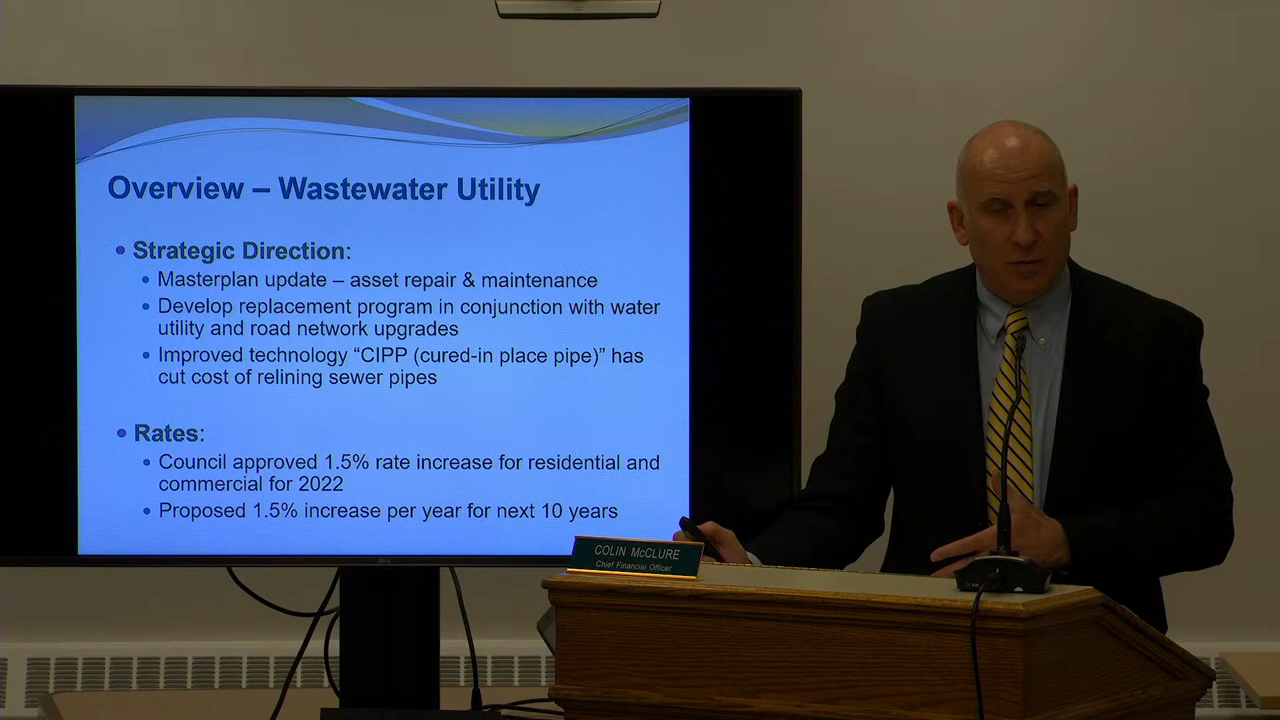 Overview – Wastewater Utility
• Strategic Direction:
• Masterplan update – asset repair & maintenance
• Develop replacement program in conjunction with water
utility and road network upgrades
• Improved technology “CIPP (cured-in place pipe)” has
cut cost of relining sewer pipes
• Rates:
• Council approved 1.5% rate increase for residential and
commercial for 2022
• Proposed 1.5% increase per year for next 10 years
COLIN McCLURE
Chief Financial Officer